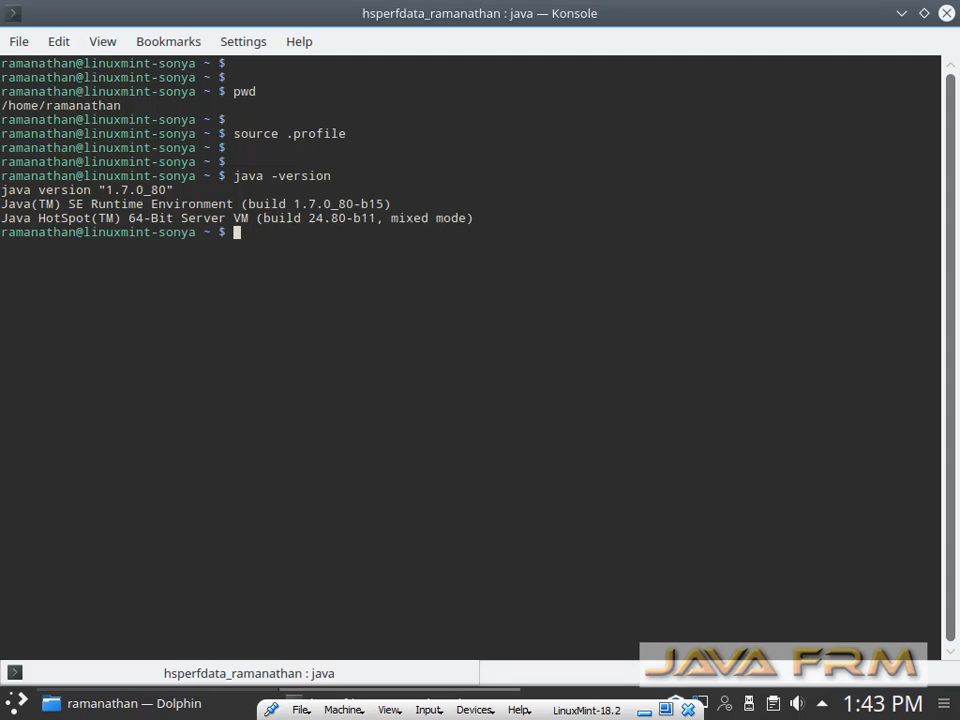 hsperfdata_ramanathan : java — Konsole
File Edit View Bookmarks Settings Help
ramanathan@linuxmint-sonya ~ $
ramanathan@linuxmint-sonya ~ $
ramanathan@linuxmint-sonya ~ $ pwd
/home/ramanathan
ramanathan@linuxmint-sonya ~ $
ramanathan@linuxmint-sonya ~ $ source .profile
ramanathan@linuxmint-sonya ~ $
ramanathan@linuxmint-sonya ~ $
ramanathan@linuxmint-sonya ~ $ java -version
java version "1.7.0_80"
Java(TM) SE Runtime Environment (build 1.7.0_80-b15)
Java HotSpot(TM) 64-Bit Server VM (build 24.80-b11, mixed mode)
ramanathan@linuxmint-sonya ~ $
hsperfdata_ramanathan : java
JAVA FRM
ramanathan — Dolphin
File Machine View Input Devices Help LinuxMint-18.2
1:43 PM